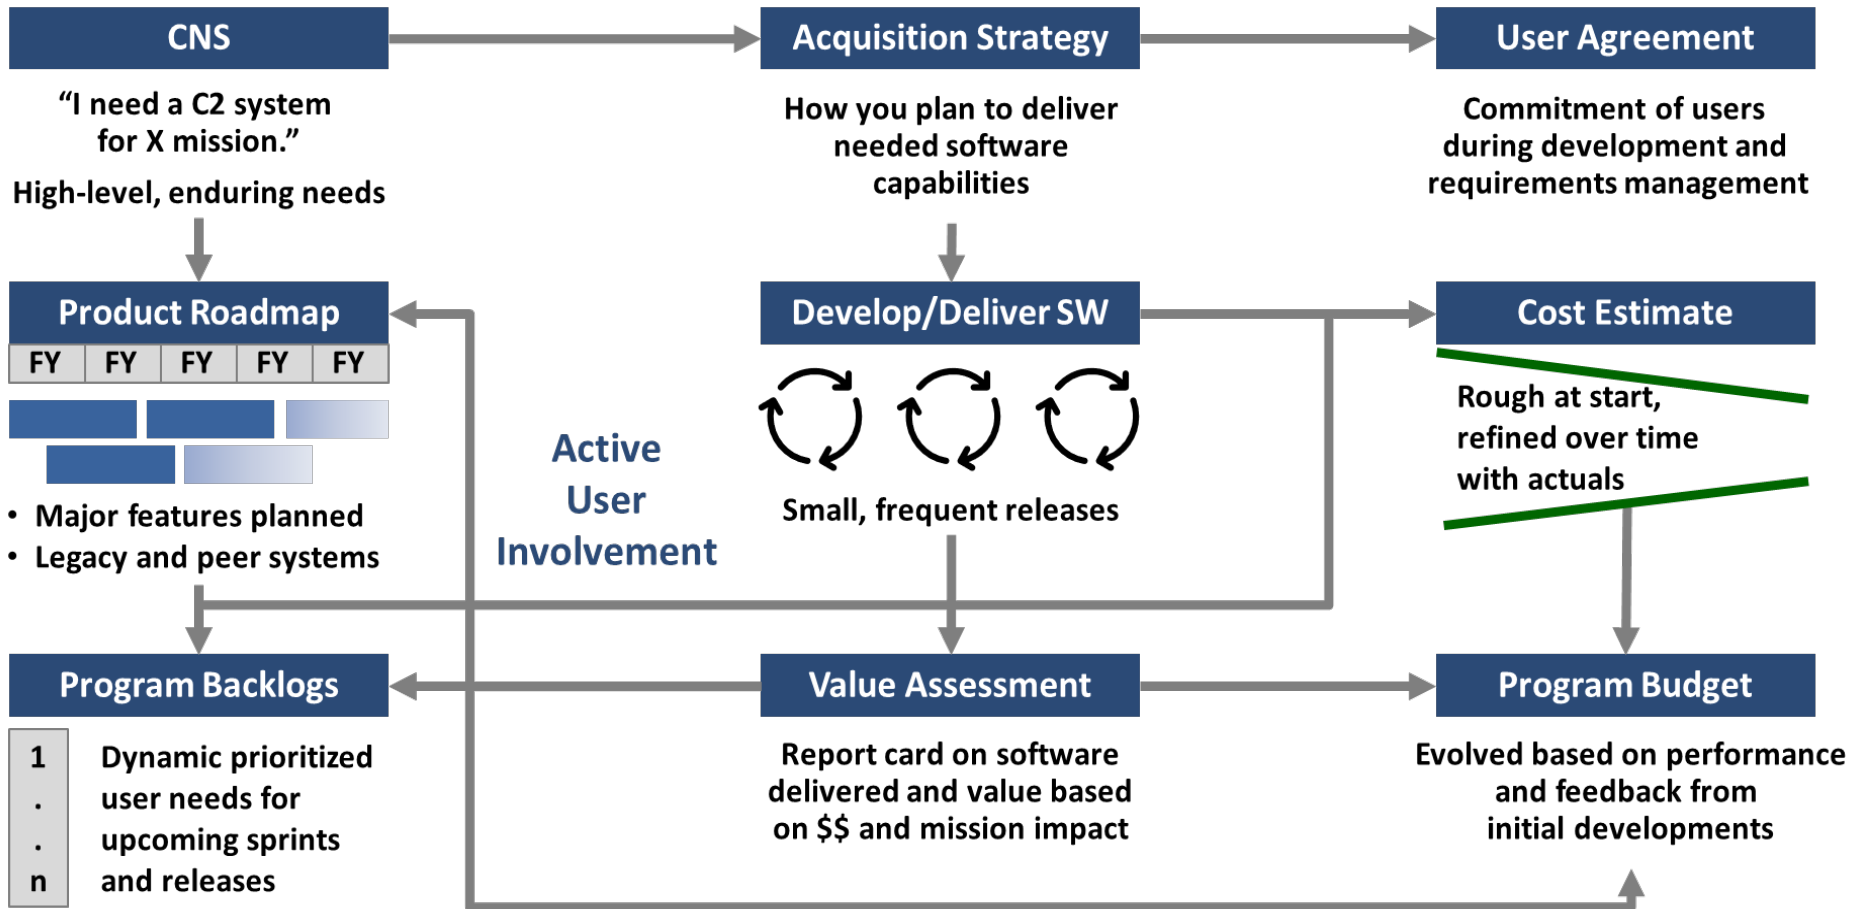 CNS
“I need a C2 system
for X mission.”
High-level, enduring needs
Acquisition Strategy
How you plan to deliver
needed software
capabilities
User Agreement
Commitment of users
during development and
requirements management
Product Roadmap
FY FY FY FY FY
• Major features planned
• Legacy and peer systems
Active
User
Involvement
Develop/Deliver SW
Small, frequent releases
Cost Estimate
Rough at start,
refined over time
with actuals
Program Backlogs
1
.
.
n
Dynamic prioritized
user needs for
upcoming sprints
and releases
Value Assessment
Report card on software
delivered and value based
on $$ and mission impact
Program Budget
Evolved based on performance
and feedback from
initial developments